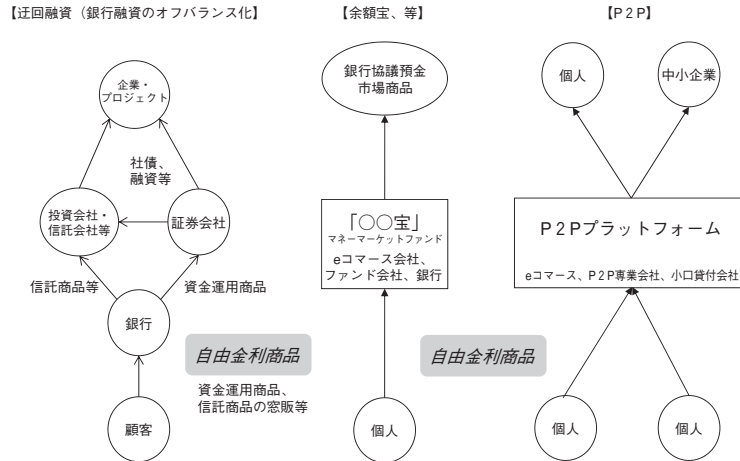 【迂回融資（銀行融資のオフバランス化】
企業・
プロジェクト
社債、
融資等
投資会社・
信託会社等
証券会社
信託商品等
資金運用商品
銀行
自由金利商品
資金運用商品、
信託商品の窓販等
顧客
【余額宝、等】
銀行協議預金
市場商品
「〇〇宝」
マネーマーケットファンド
eコマース会社、
ファンド会社、銀行
自由金利商品
個人
【P２P】
個人
中小企業
P２Pプラットフォーム
eコマース、P２P専業会社、小口貸付会社
個人
個人